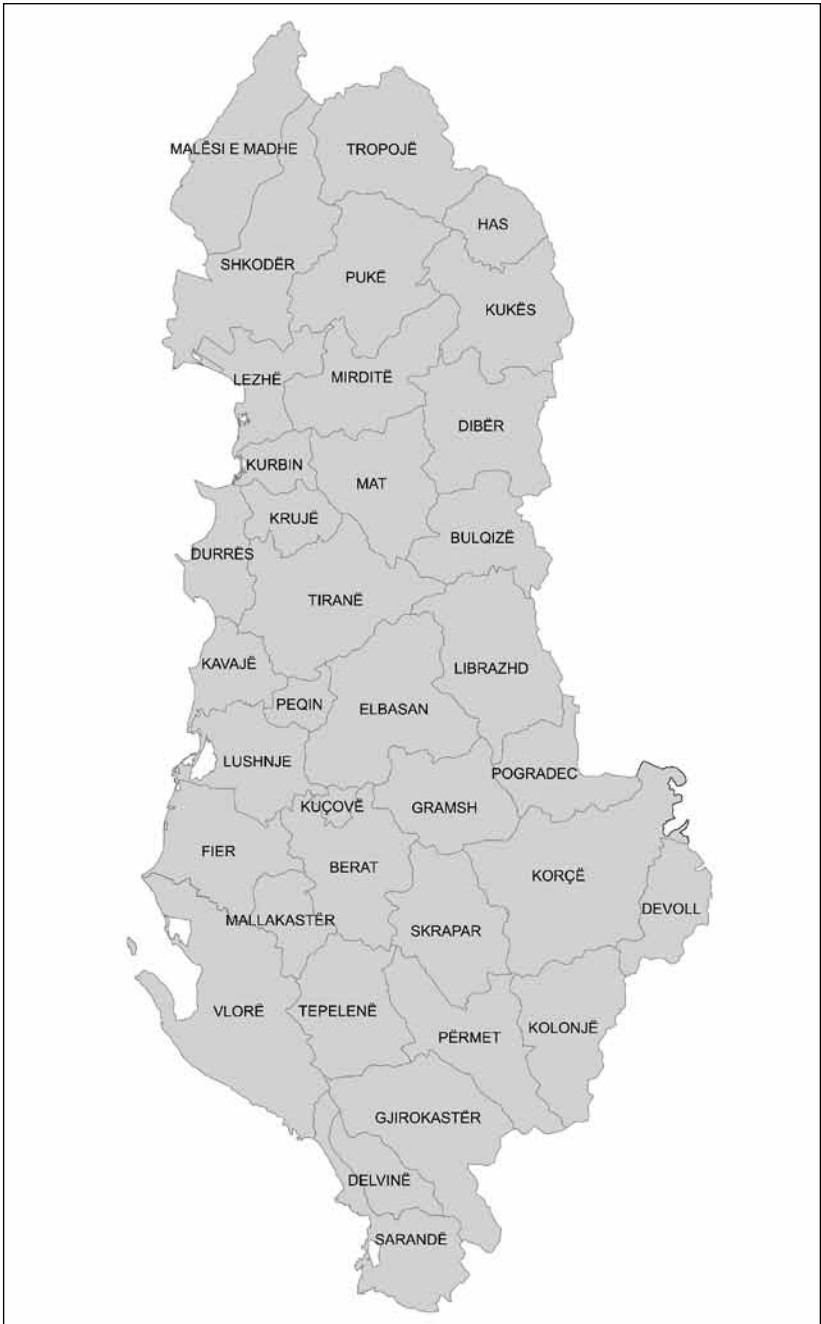 MALËSI E MADHE
TROPOJË
HAS
SHKODËR
PUKË
KUKËS
LEZHË
MIRDITË
DIBËR
KURBIN
MAT
KRUJË
BULQIZË
DURRËS
TIRANË
KAVAJË
LIBRAZHD
PEQIN
ELBASAN
LUSHNJE
POGRADEC
KUÇOVË
GRAMSH
FIER
BERAT
KORÇË
DEVOLL
MALLAKASTËR
SKRAPAR
VLORË
TEPELENË
PËRMET
KOLONJË
GJIROKASTËR
DELVINË
SARANDË